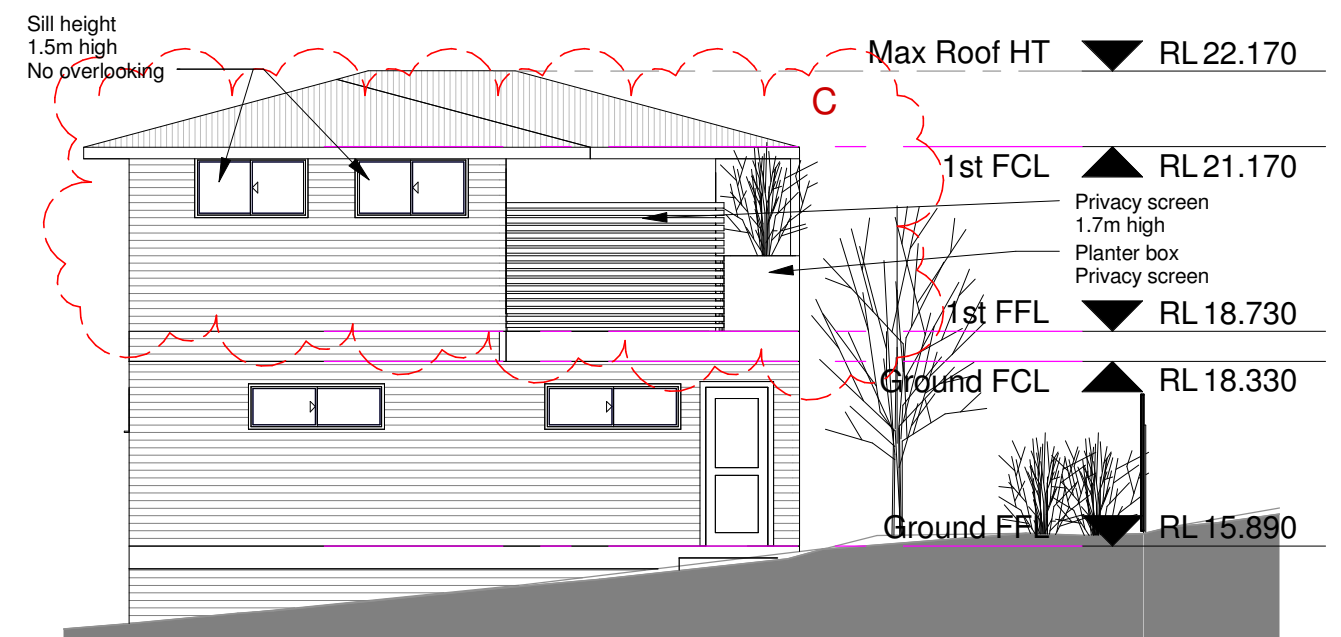 Sill height
1.5m high
No overlooking
Max Roof HT RL 22.170
C
1st FCL RL 21.170
Privacy screen
1.7m high
Planter box
Privacy screen
1st FFL RL 18.730
Ground FCL RL 18.330
Ground FFL RL 15.890